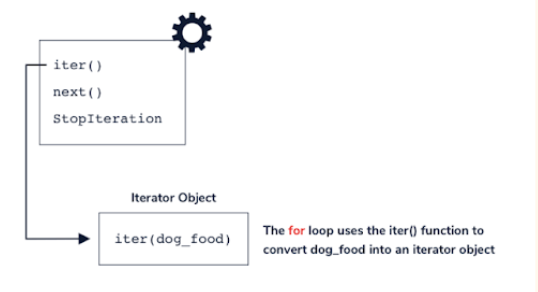 iter()
next()
StopIteration
Iterator Object
iter(dog_food)
The for loop uses the iter() function to
convert dog_food into an iterator object